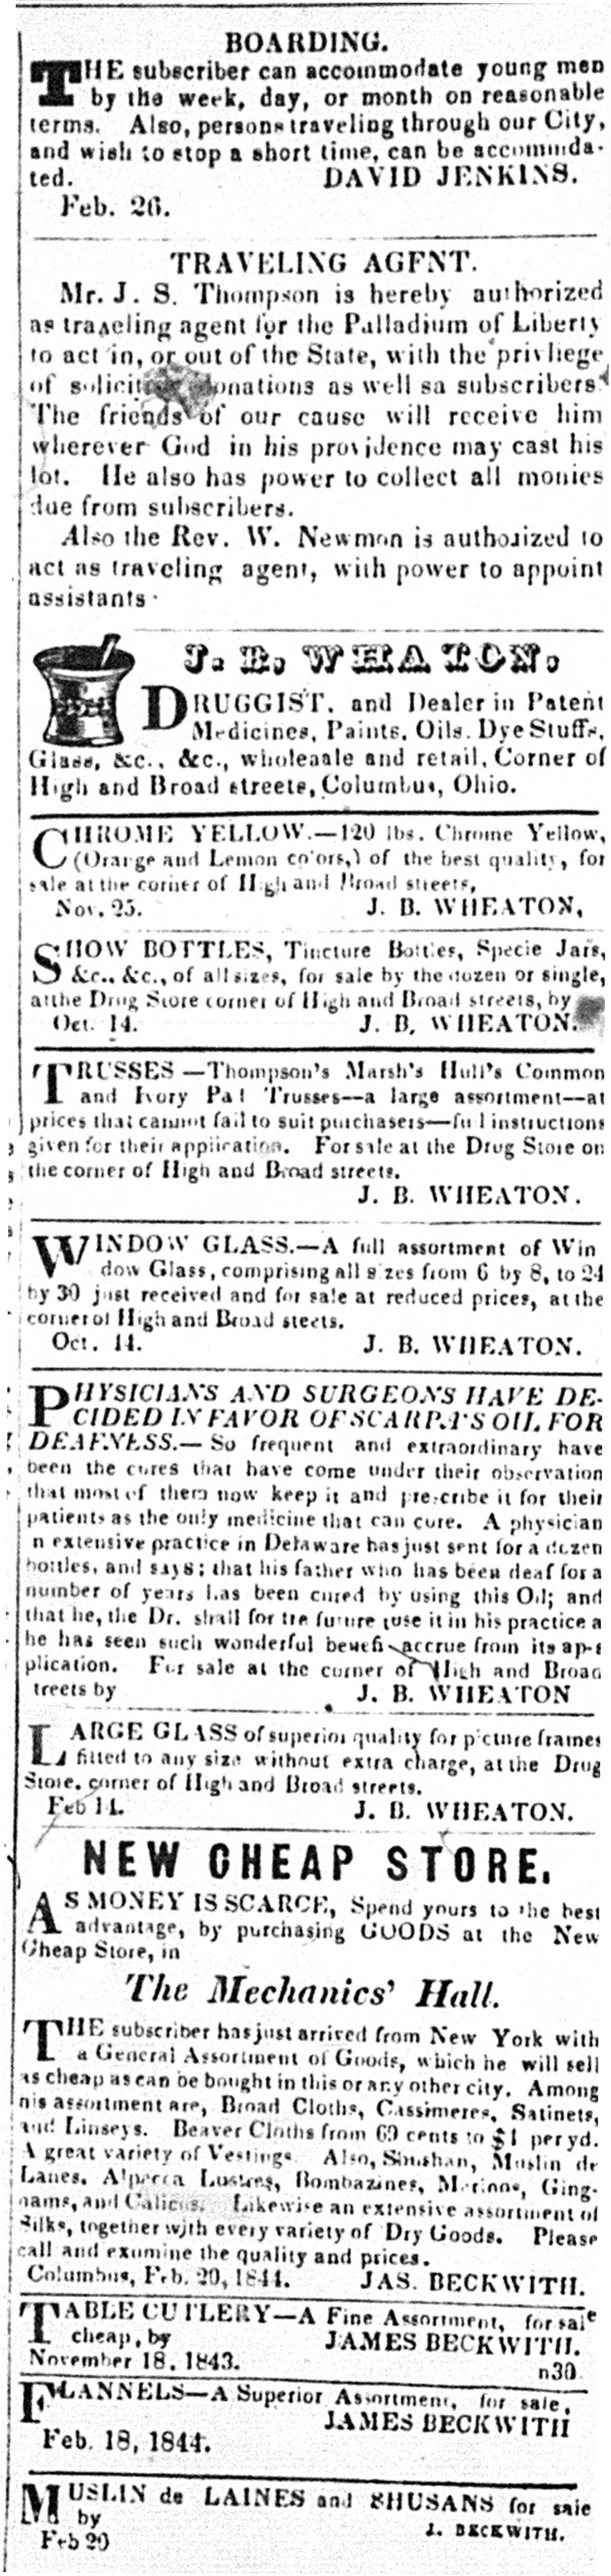 BOARDING.
THE subscriber can accommodate young men
by the week, day, or month on reasonable
terms. Also, persons traveling through our City,
and wish to stop a short time, can be accommda-
ted. DAVID JENKINS.
Feb. 26.
TRAVELING AGFNT.
Mr. J. S. Thompson is hereby authorized
as traveling agent for the Palladium of Liberty
to act in, or out of the State, with the privliege
of donations as well sa subscribers
The friends of our cause will receive him
wherever God in his providence may cast his
lot. He also has power to collect all monies
due from subscribers.
Also the Rev. W. Newman is authorized to
act as traveling agent, with power to appoint
assistants.
J. B. WHEATON.
DRUGGIST, and Dealer in Patent
Medicines, Paints, Oils, Dye Stuffs,
Glass, &c., &c., wholesale and retail, Corner of
High and Broad streets, Columbus, Ohio.
CHROME YELLOW.—120 lbs. Chrome Yellow,
(Orange and Lemon colors,) of the best quality, for
sale at the corner of High and Broad streets,
Nov. 25. J. B. WHEATON,
SHOW BOTTLES, Tincture Bottles, Specie Jars,
&c., &c., of all sizes, for sale by the dozen or single,
atthe Drug Store corner of High and Broad streets, by
Oct. 14. J. B. WHEATON.
TRUSSES —Thompson's Marsh's Hull's Common
and Ivory Pad Trusses—a large assortment—at
prices that cannot fail to suit purchasers—full instructions
given for their application. For sale at the Drug Store on
the corner of High and Broad streets.
J. B. WHEATON.
WINDOW GLASS.—A full assortment of Win
dow Glass, comprising all sizes from 6 by 8, to 24
by 30 just received and for sale at reduced prices, at the
corner of High and Broad steets.
Oct. 14. J. B. WHEATON.
PHYSICIANS AND SURGEONS HAVE DE-
CIDED IN FAVOR OF SCARPA'S OIL FOR
DEAFNESS.— So frequent and extraordinary have
been the cures that have come under their observation
that most of them now keep it and prescribe it for their
patients as the only medicine that can cure. A physician
n extensive practice in Delaware has just sent for a dozen
bottles, and says; that his father who has been deaf for a
number of years has been cured by using this Oil; and
that he, the Dr. shall for tre future use it in his practice a
he has seen such wonderful benefi accrue from its ap-s
plication. For sale at the corner of High and Broad
treets by J. B. WHEATON
LARGE GLASS of superior quality for picture frames
fitted to any size without extra charge, at the Drug
Store, corner of High and Broad streets.
Feb 14. J. B. WHEATON.
NEW CHEAP STORE.
AS MONEY IS SCARCE, Spend yours to the best
advantage, by purchasing GOODS at the New
Cheap Store, in
The Mechanics' Hall.
THE subscriber has just arrived from New York with
a General Assortment of Goods, which he will sell
as cheap as can be bought in this or any other city. Among
his assortment are, Broad Cloths, Cassimeres, Satinets,
and Linseys. Beaver Cloths from 69 cents to $4 per yd.
A great variety of Vestings. Also, Shushan, Muslin de
Lanes, Alpecca Lustres, Bombazines, Merinos, Ging-
hams, and Calicos. Likewise an extensive assortment of
Silks, together with every variety of Dry Goods. Please
call and exumine the quality and prices.
Columbus, Feb. 20, 1844. JAS. BECKWITH.
TABLE CUTLERY—A Fine Assortment, for sale
cheap, by JAMES BECKWITH.
November 18, 1843. n30
FLANNELS—A Superior Assortment, for sale,
JAMES BECKWITH
Feb. 18, 1844.
MUSLIN de LAINES and SHUSANS for sale
by
Feb 20 J. BECKWITH.